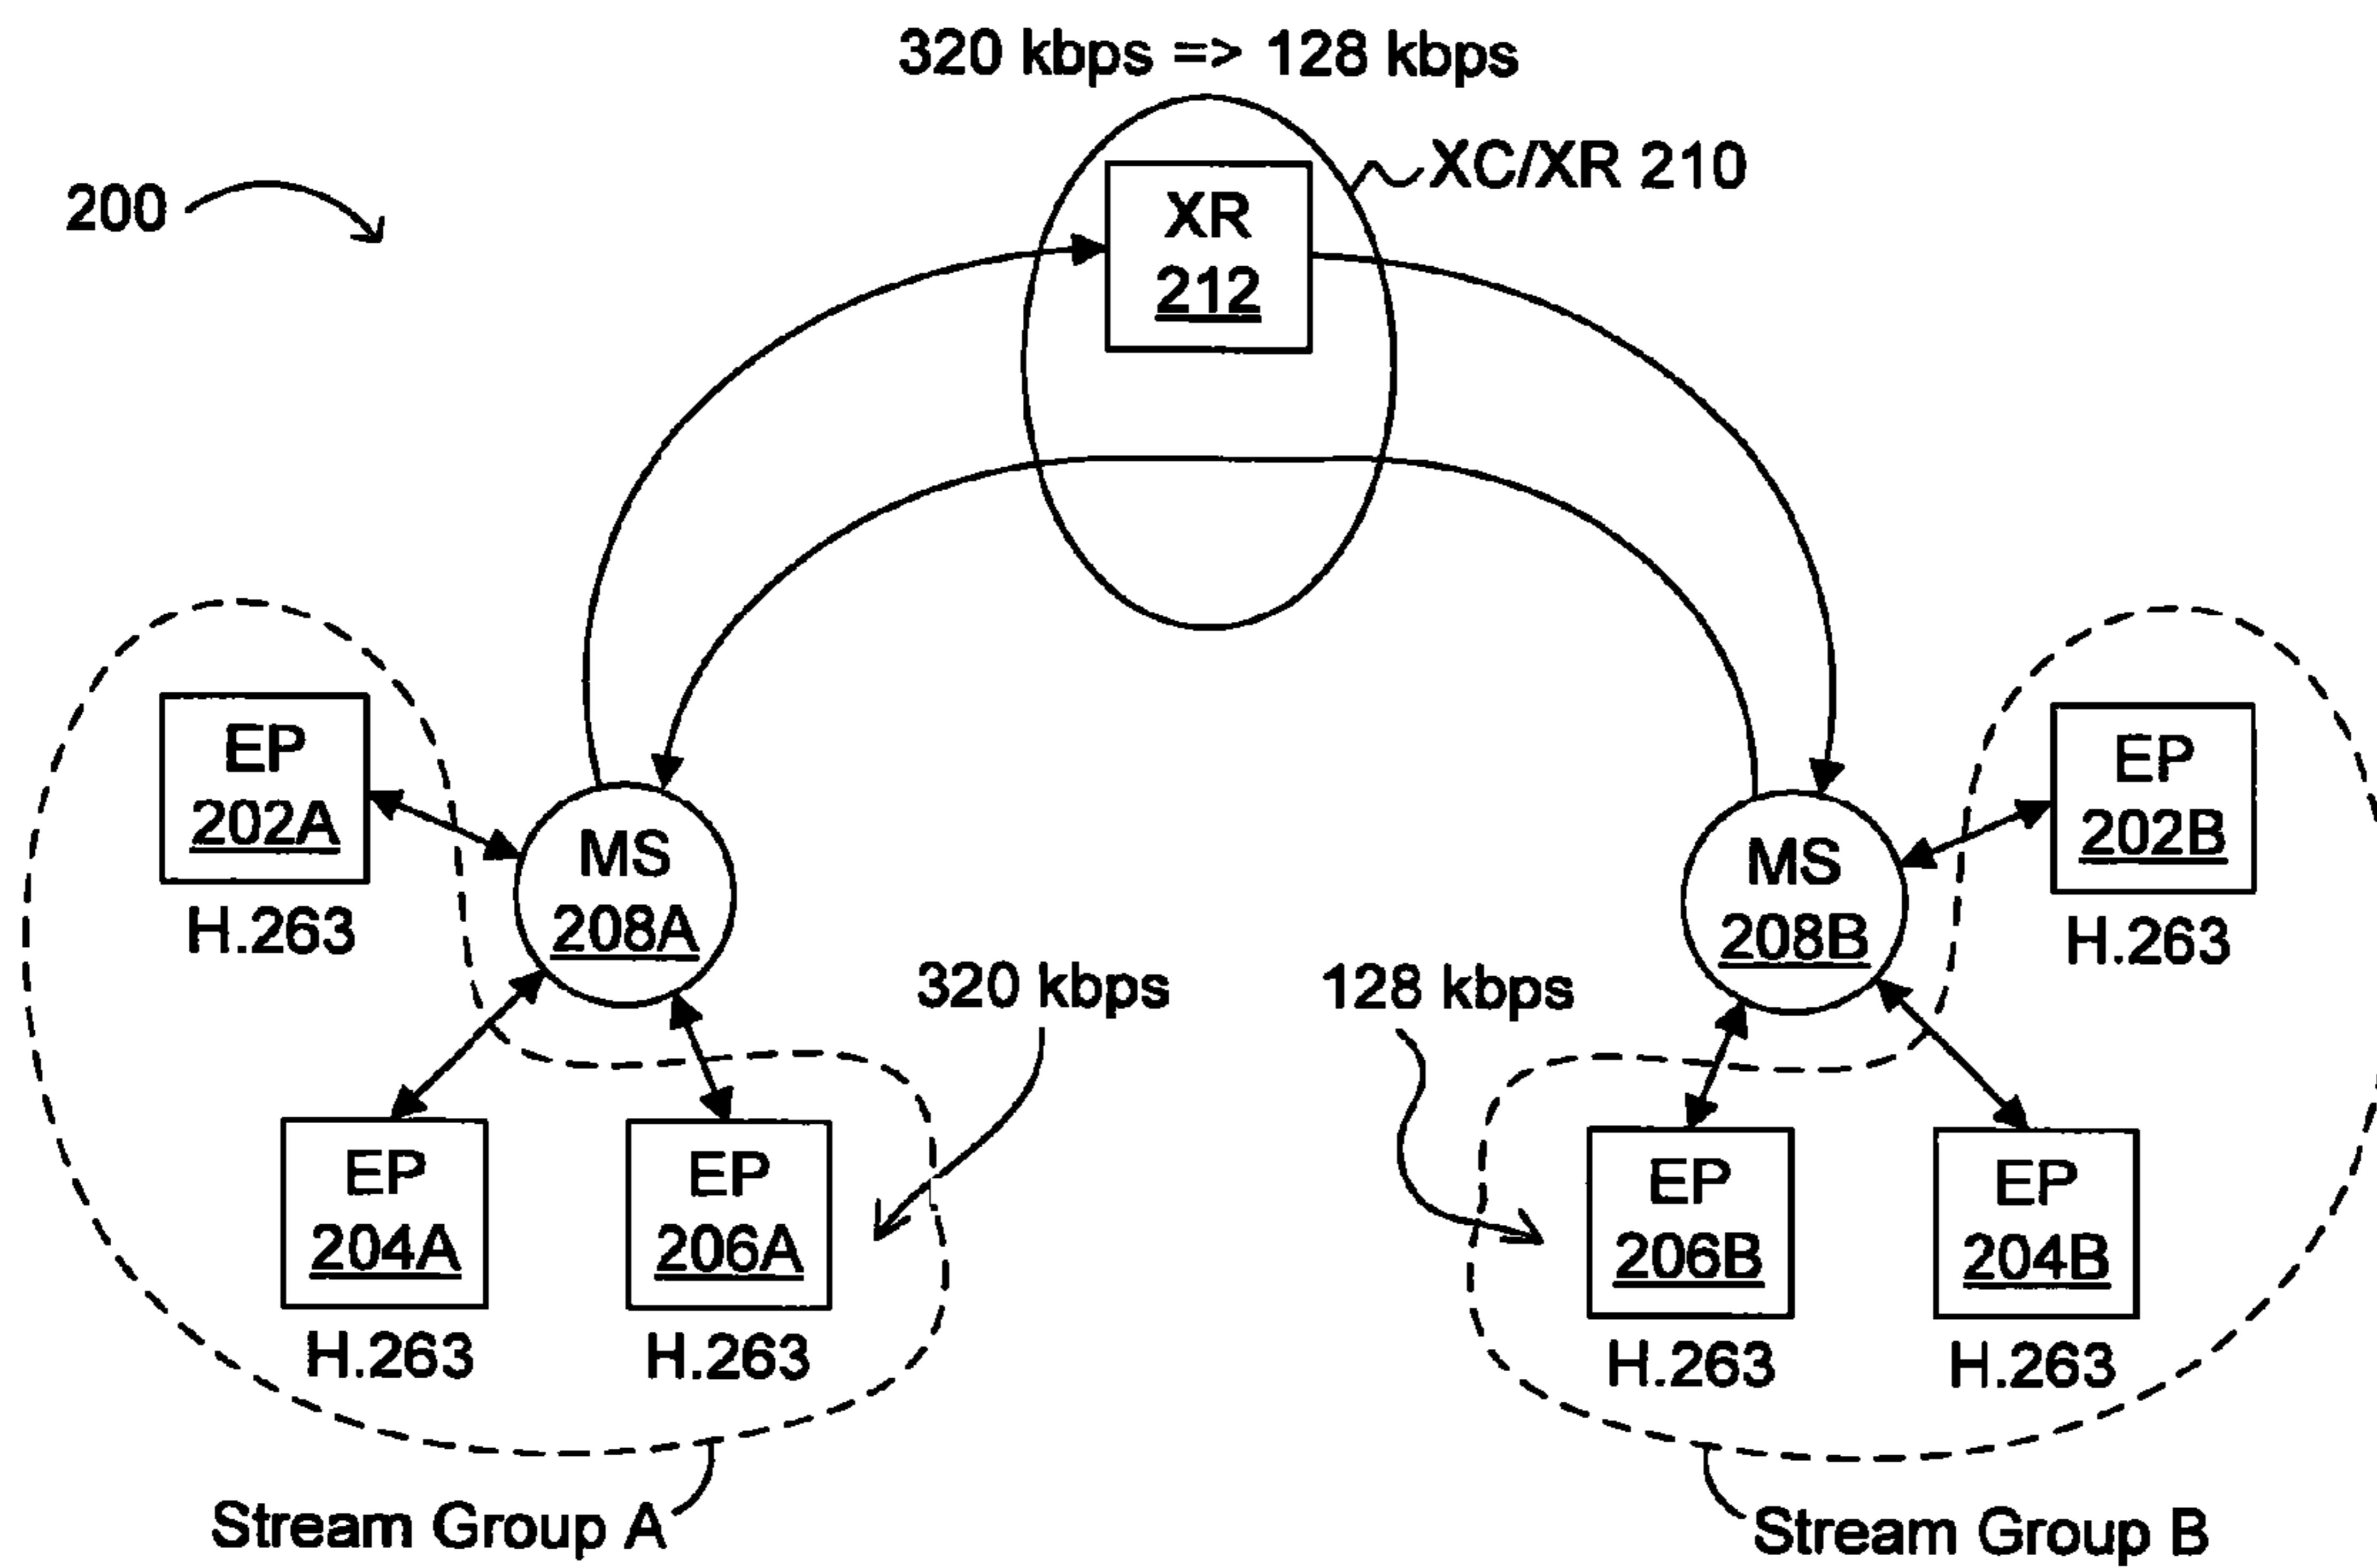 320 kbps => 128 kbps
XC/XR 210
200
XR
212
EP
202A
H.263
MS
208A
EP
202B
H.263
MS
208B
320 kbps
128 kbps
EP
204A
H.263
EP
206A
H.263
EP
206B
H.263
EP
204B
H.263
Stream Group A
Stream Group B